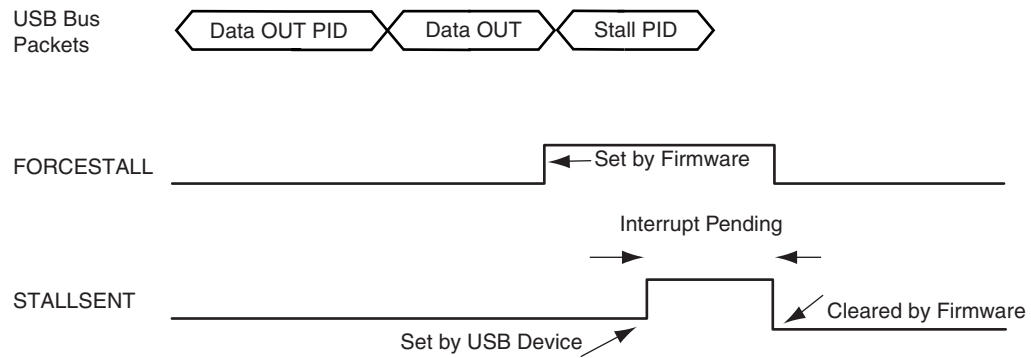 USB Bus
Packets
Data OUT PID
Data OUT
Stall PID
FORCESTALL
Set by Firmware
Interrupt Pending
STALLSENT
Cleared by Firmware
Set by USB Device